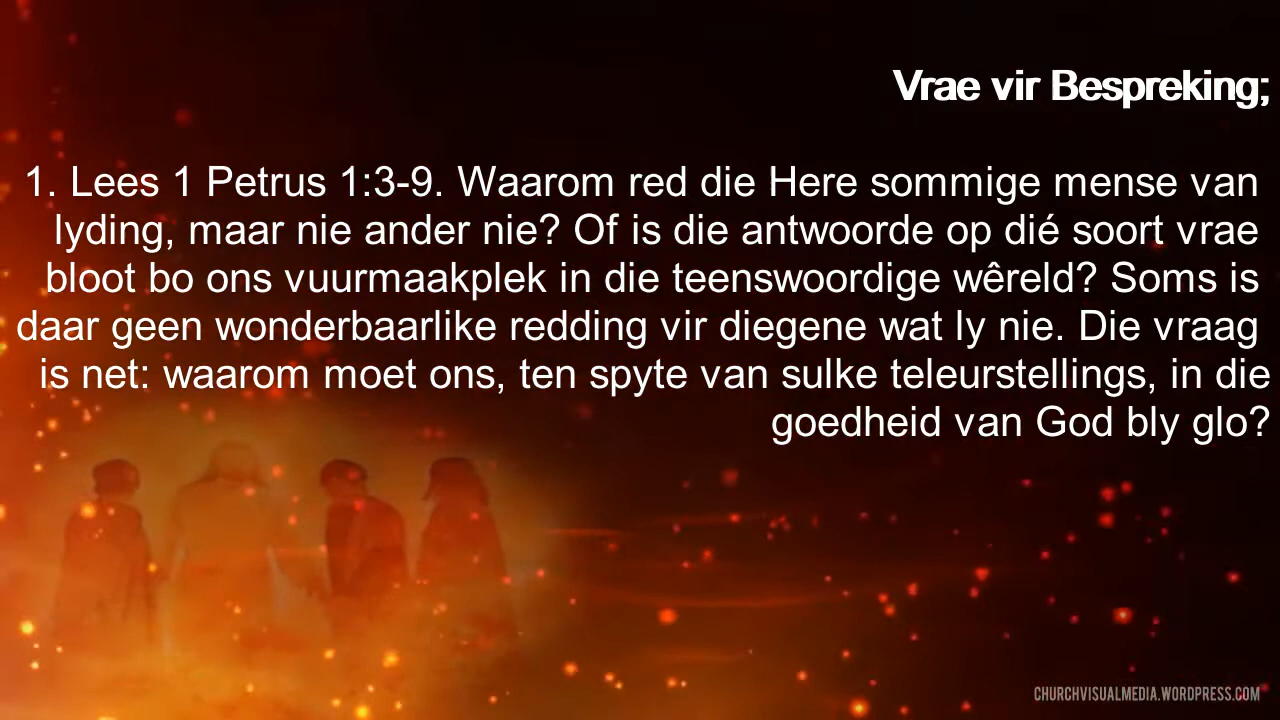 Vrae vir Bespreking;
1. Lees 1 Petrus 1:3-9. Waarom red die Here sommige mense van
lyding, maar nie ander nie? Of is die antwoorde op dié soort vrae
bloot bo ons vuurmaakplek in die teenswoordige wêreld? Soms is
daar geen wonderbaarlike redding vir diegene wat ly nie. Die vraag
is net: waarom moet ons, ten spyte van sulke teleurstellings, in die
goedheid van God bly glo?
CHURCHVISUALMEDIA.WORDPRESS.COM